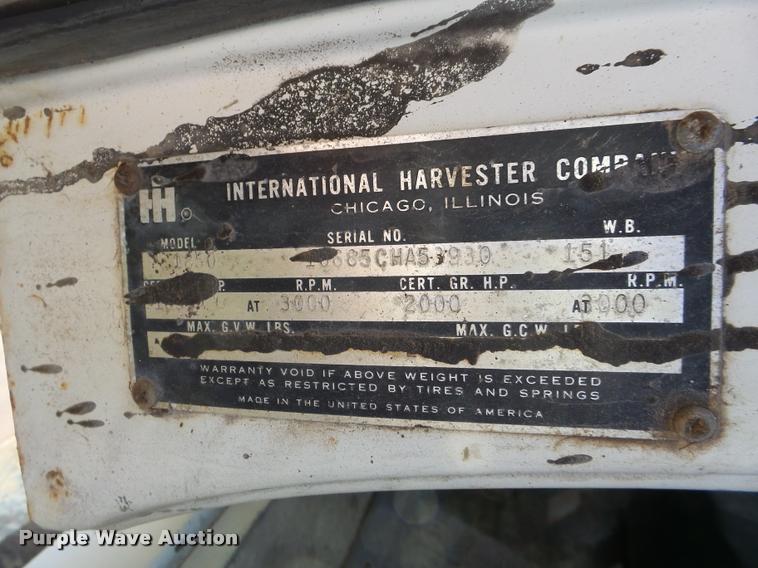 INTERNATIONAL HARVESTER COMPANY
CHICAGO, ILLINOIS
MODEL SERIAL NO. W.B.
CHA53930 151
R.P.M. CERT. GR. H.P. R.P.M.
AT 3000 2000 AT
MAX. G.V.W. LBS. MAX. G.C.W.
WARRANTY VOID IF ABOVE WEIGHT IS EXCEEDED
EXCEPT AS RESTRICTED BY TIRES AND SPRINGS
MADE IN THE UNITED STATES OF AMERICA
Purple Wave Auction